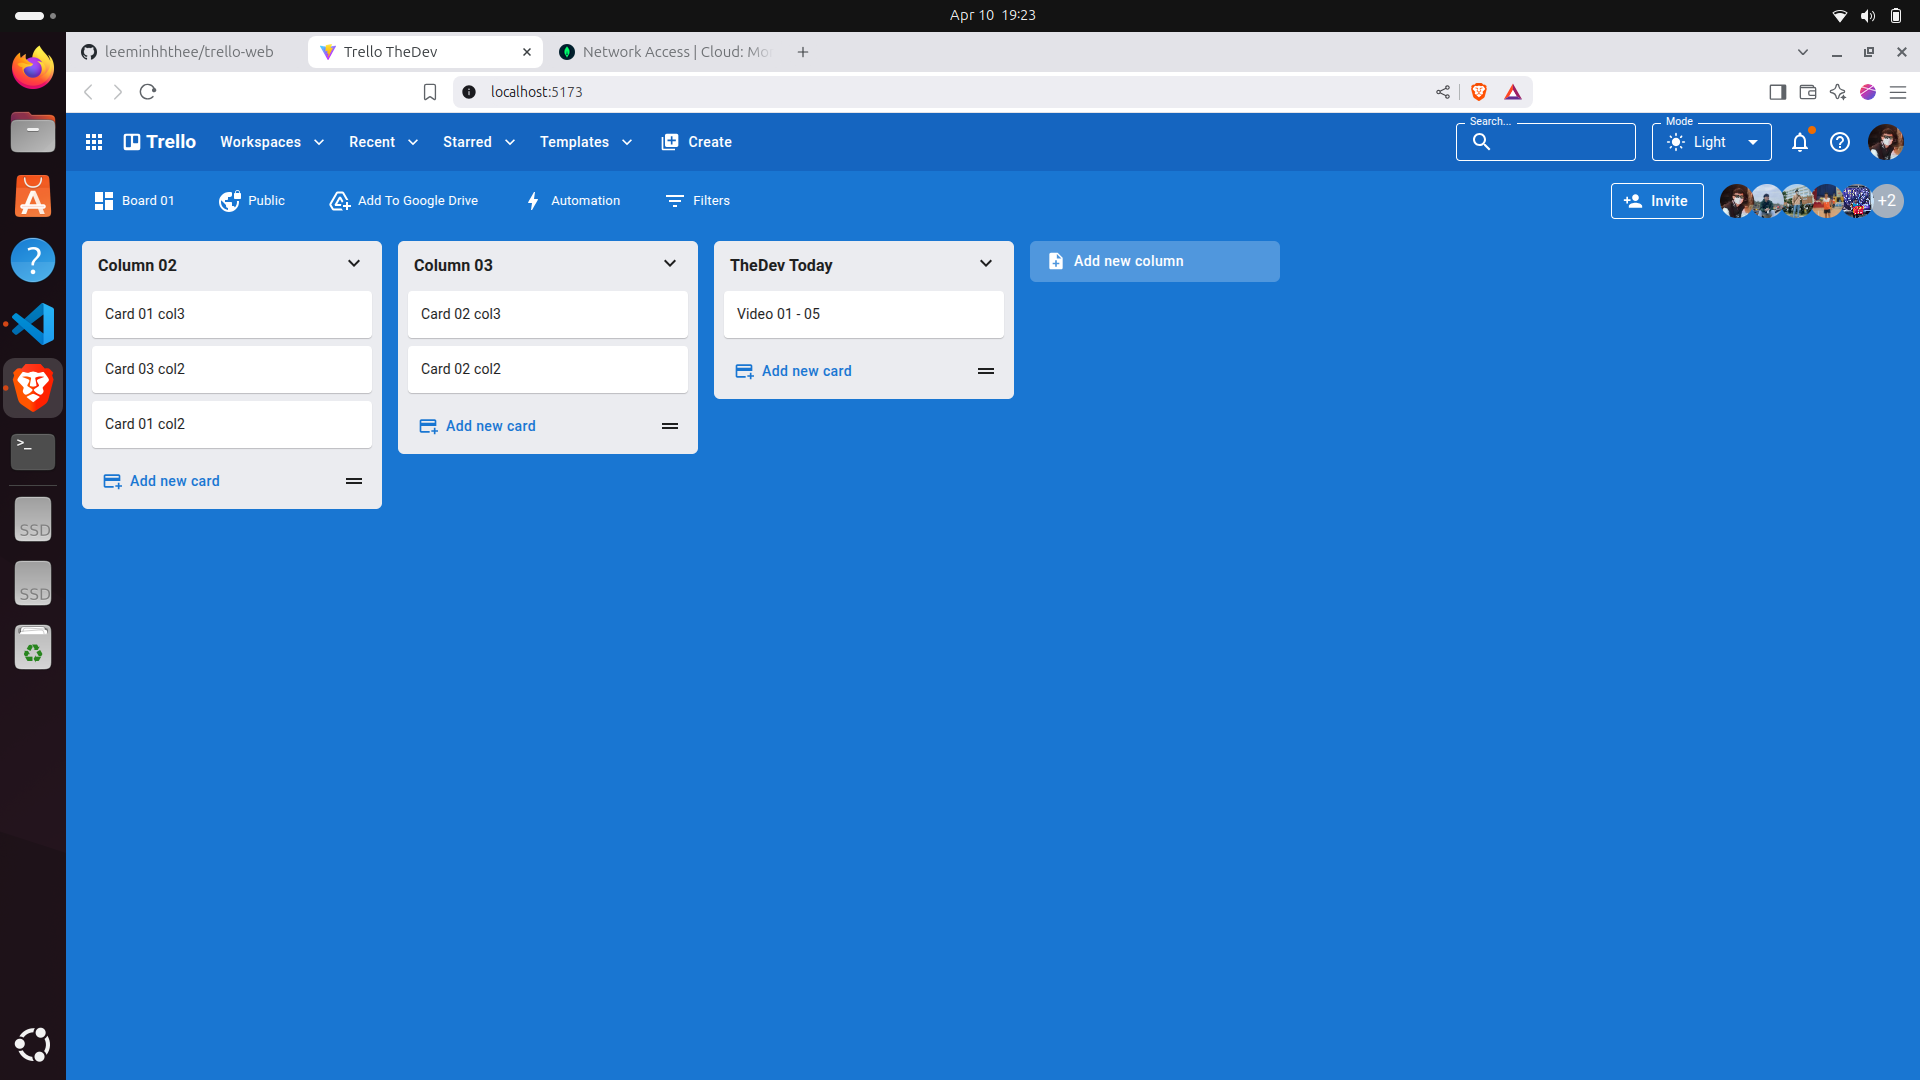 Apr 10 19:23
leeminhhthee/trello-web
Trello TheDev
Network Access | Cloud: Mo
localhost:5173
Trello
Workspaces
Recent
Starred
Templates
Create
Search...
Mode
Light
Board 01
Public
Add To Google Drive
Automation
Filters
Invite
+2
Column 02
Card 01 col3
Card 03 col2
Card 01 col2
Add new card
Column 03
Card 02 col3
Card 02 col2
Add new card
TheDev Today
Video 01 - 05
Add new card
Add new column
>_
SSD
SSD